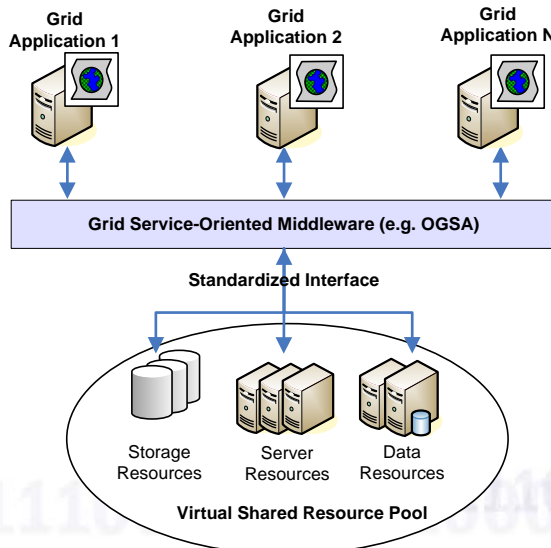 Grid
Application 1
Grid
Application 2
Grid
Application N
Grid Service-Oriented Middleware (e.g. OGSA)
Standardized Interface
Storage
Resources
Server
Resources
Data
Resources
Virtual Shared Resource Pool